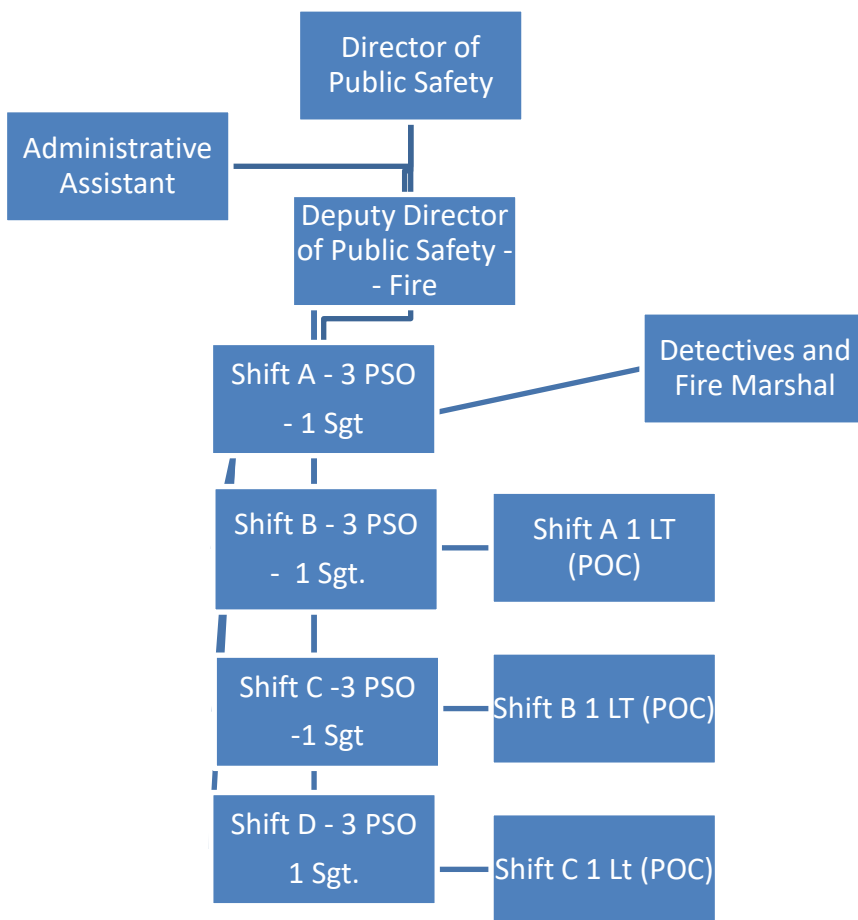 Director of
Public Safety
Administrative
Assistant
Deputy Director
of Public Safety -
- Fire
Shift A - 3 PSO
- 1 Sgt
Detectives and
Fire Marshal
Shift B - 3 PSO
- 1 Sgt.
Shift A 1 LT
(POC)
Shift C -3 PSO
-1 Sgt
Shift B 1 LT (POC)
Shift D - 3 PSO
1 Sgt.
Shift C 1 Lt (POC)